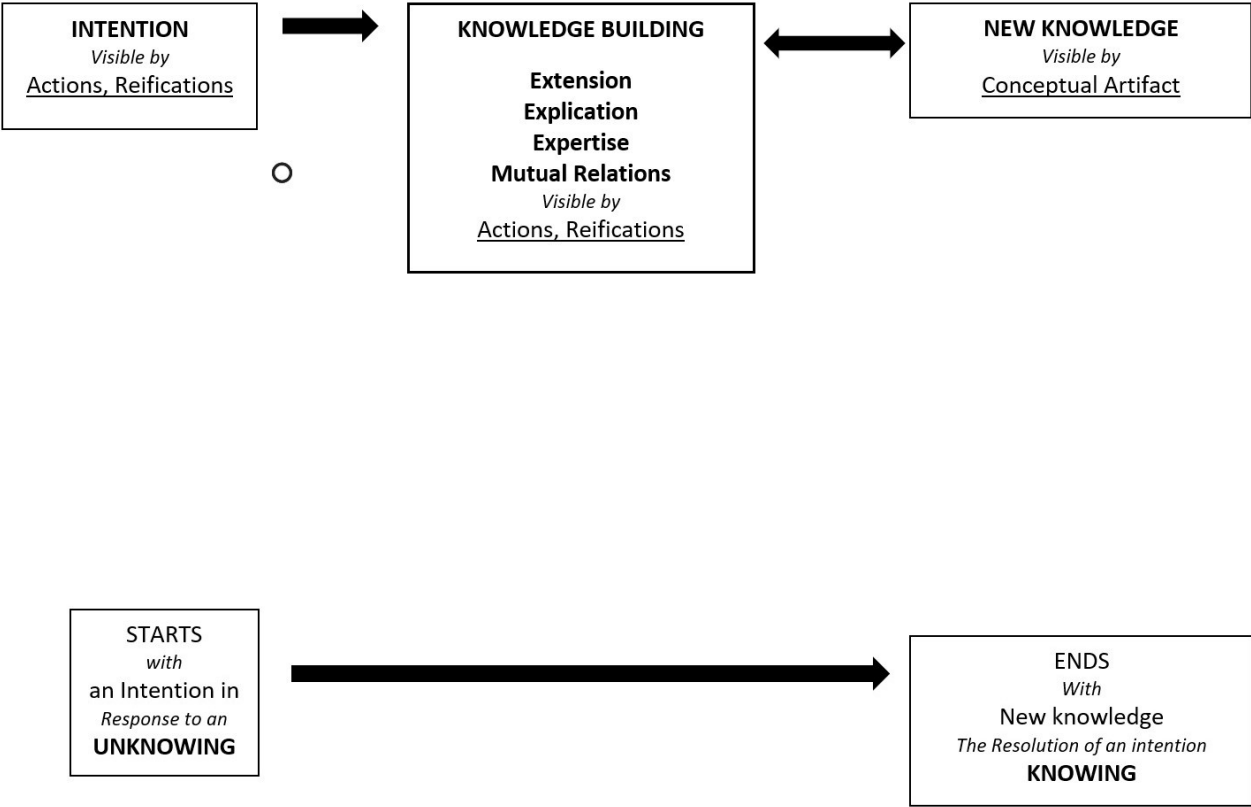 INTENTION
Visible by
Actions, Reifications
KNOWLEDGE BUILDING
Extension
Explication
Expertise
Mutual Relations
Visible by
Actions, Reifications
NEW KNOWLEDGE
Visible by
Conceptual Artifact
STARTS
with
an Intention in
Response to an
UNKNOWING
ENDS
With
New knowledge
The Resolution of an intention
KNOWING